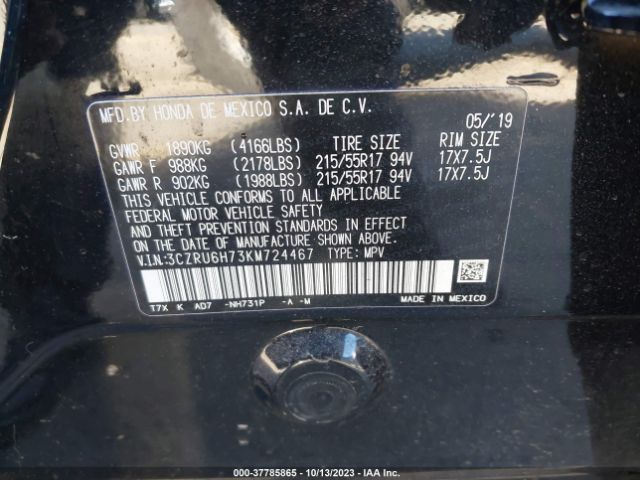 MFD.BY HONDA DE MEXICO S.A. DE C.V.
05/'19
GVWR 1890KG (4166LBS) TIRE SIZE RIM SIZE
GAWR F 988KG (2178LBS) 215/55R17 94V 17X7.5J
GAWR R 902KG (1988LBS) 215/55R17 94V 17X7.5J
THIS VEHICLE CONFORMS TO ALL APPLICABLE
FEDERAL MOTOR VEHICLE SAFETY
AND THEFT PREVENTION STANDARDS IN EFFECT
ON THE DATE OF MANUFACTURE SHOWN ABOVE.
V.I.N.:3CZRU6H73KM724467 TYPE: MPV
T7X K AD7 -NH731P -A -M MADE IN MEXICO
000-37785865 | 10/13/2023 | IAA Inc.